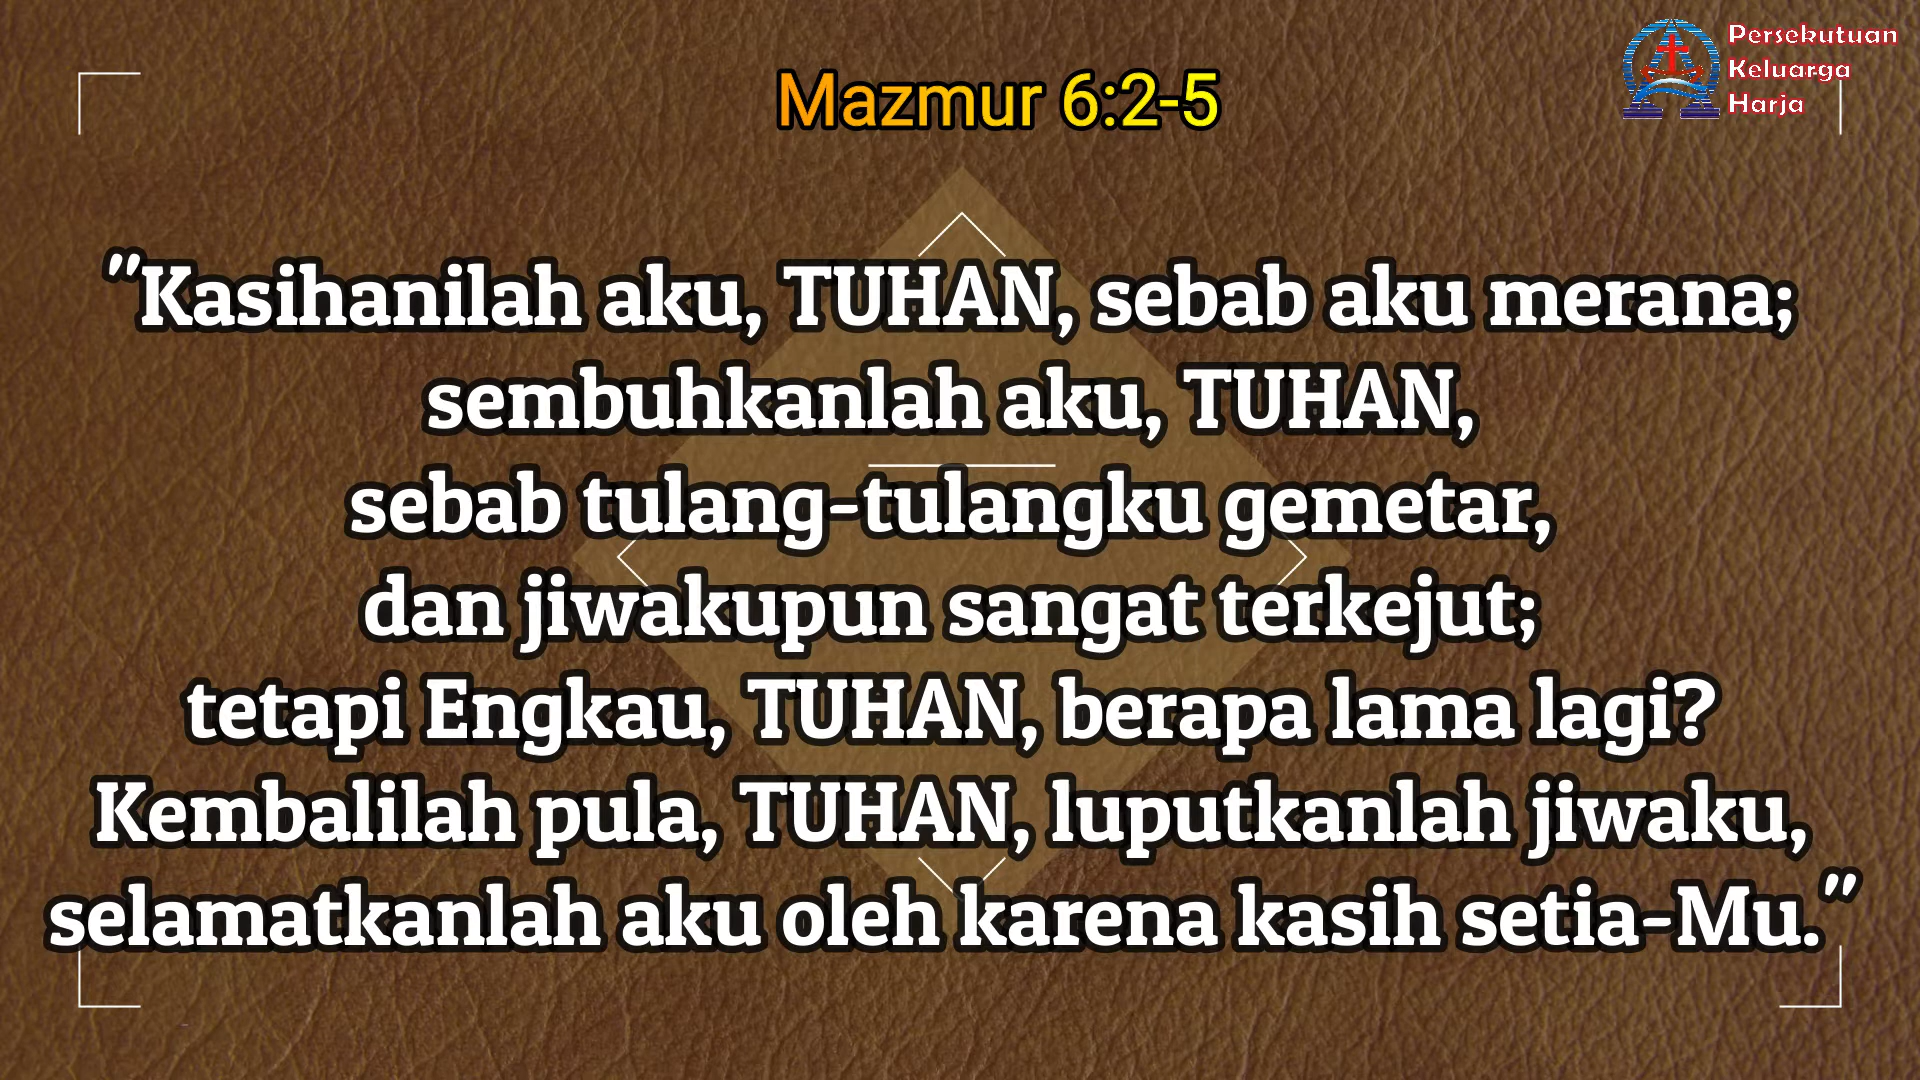 Persekutuan
Keluarga
Harja
Mazmur 6:2-5
"Kasihanilah aku, TUHAN, sebab aku merana;
sembuhkanlah aku, TUHAN,
sebab tulang-tulangku gemetar,
dan jiwakupun sangat terkejut;
tetapi Engkau, TUHAN, berapa lama lagi?
Kembalilah pula, TUHAN, luputkanlah jiwaku,
selamatkanlah aku oleh karena kasih setia-Mu."